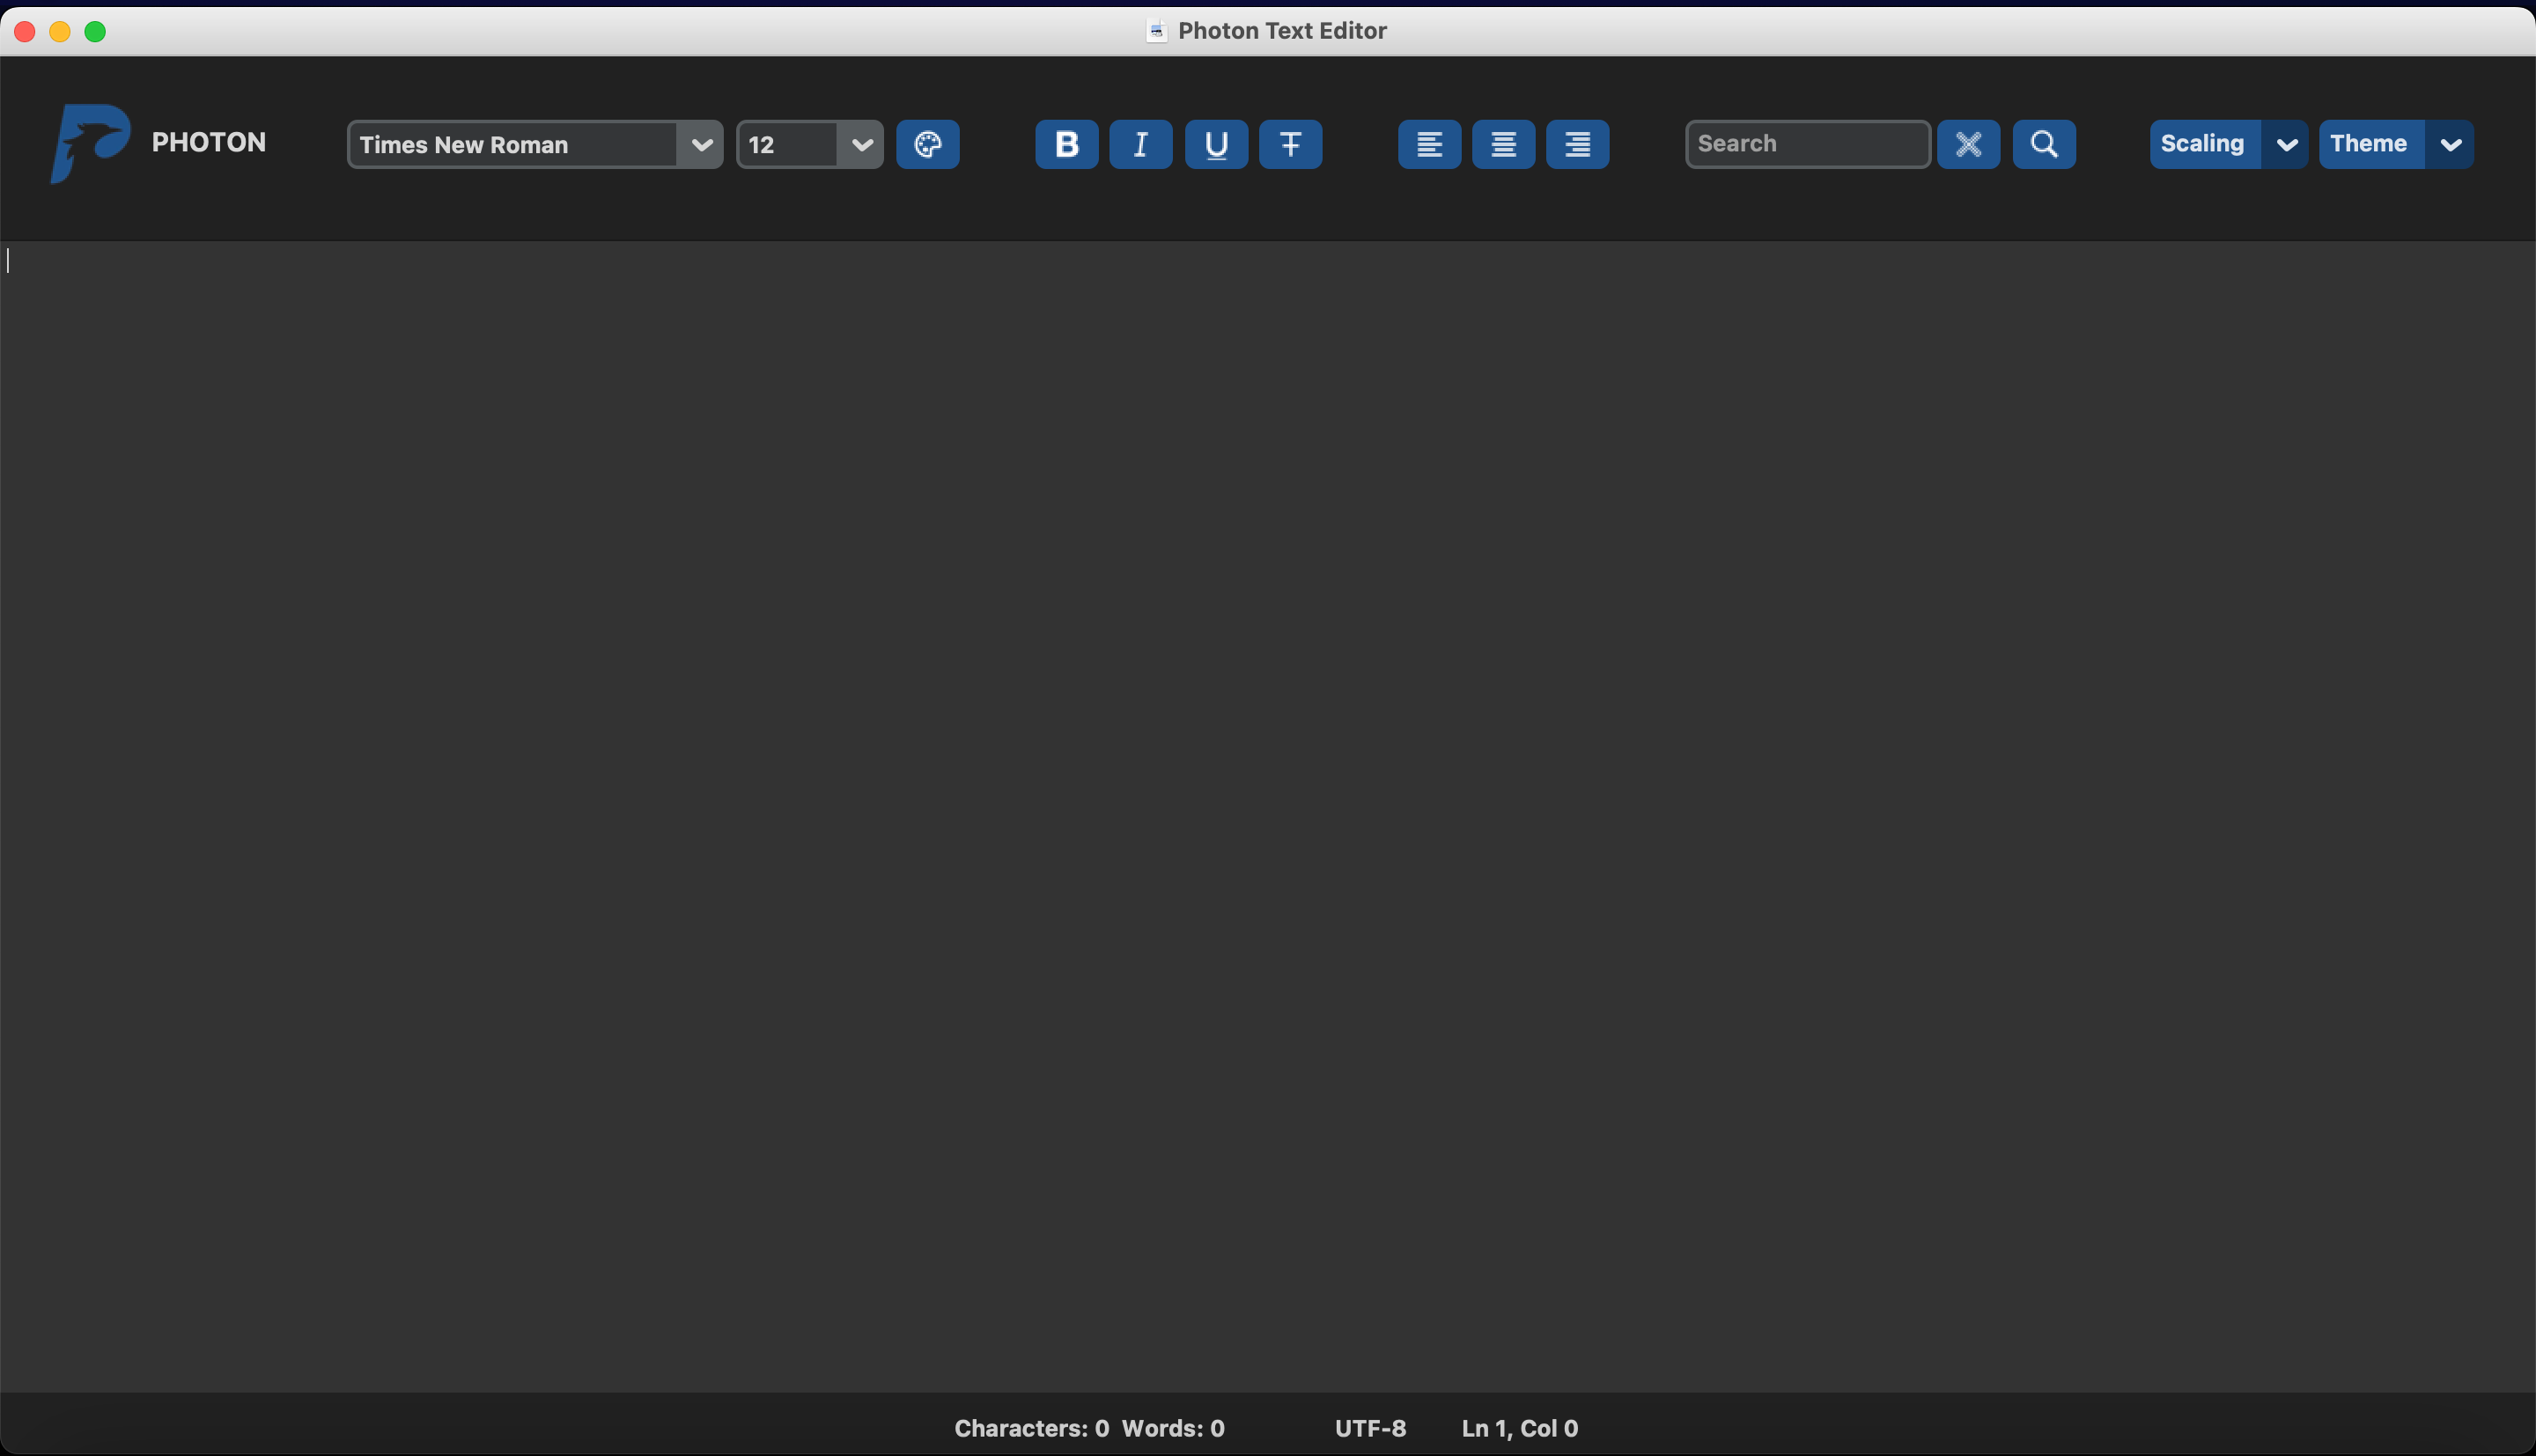 Photon Text Editor
PHOTON Times New Roman 12 B I U T Search Scaling Theme
Characters: 0 Words: 0 UTF-8 Ln 1, Col 0